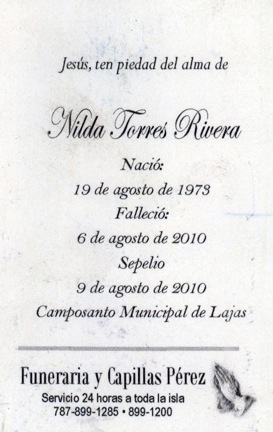 Jesús, ten piedad del alma de
Nilda Torres Rivera
Nació:
19 de agosto de 1973
Falleció:
6 de agosto de 2010
Sepelio
9 de agosto de 2010
Camposanto Municipal de Lajas
Funeraria y Capillas Pérez
Servicio 24 horas a toda la isla
787-899-1285 • 899-1200